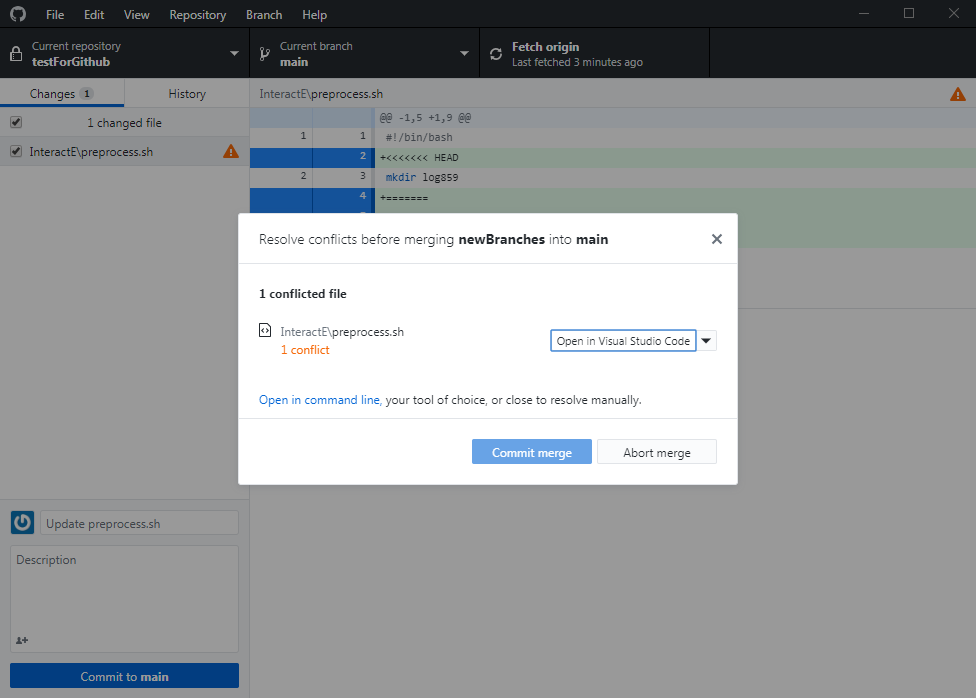 File Edit View Repository Branch Help
Current repository
testForGithub
Current branch
main
Fetch origin
Last fetched 3 minutes ago
Changes 1
History
InteractE\preprocess.sh
1 changed file
InteractE\preprocess.sh
@@ -1,5 +1,9 @@
1 1 #!/bin/bash
2 +<<<<<<< HEAD
2 3 mkdir log859
4 +=======
Resolve conflicts before merging newBranches into main
1 conflicted file
InteractE\preprocess.sh
1 conflict
Open in Visual Studio Code
Open in command line, your tool of choice, or close to resolve manually.
Commit merge
Abort merge
Update preprocess.sh
Description
Commit to main